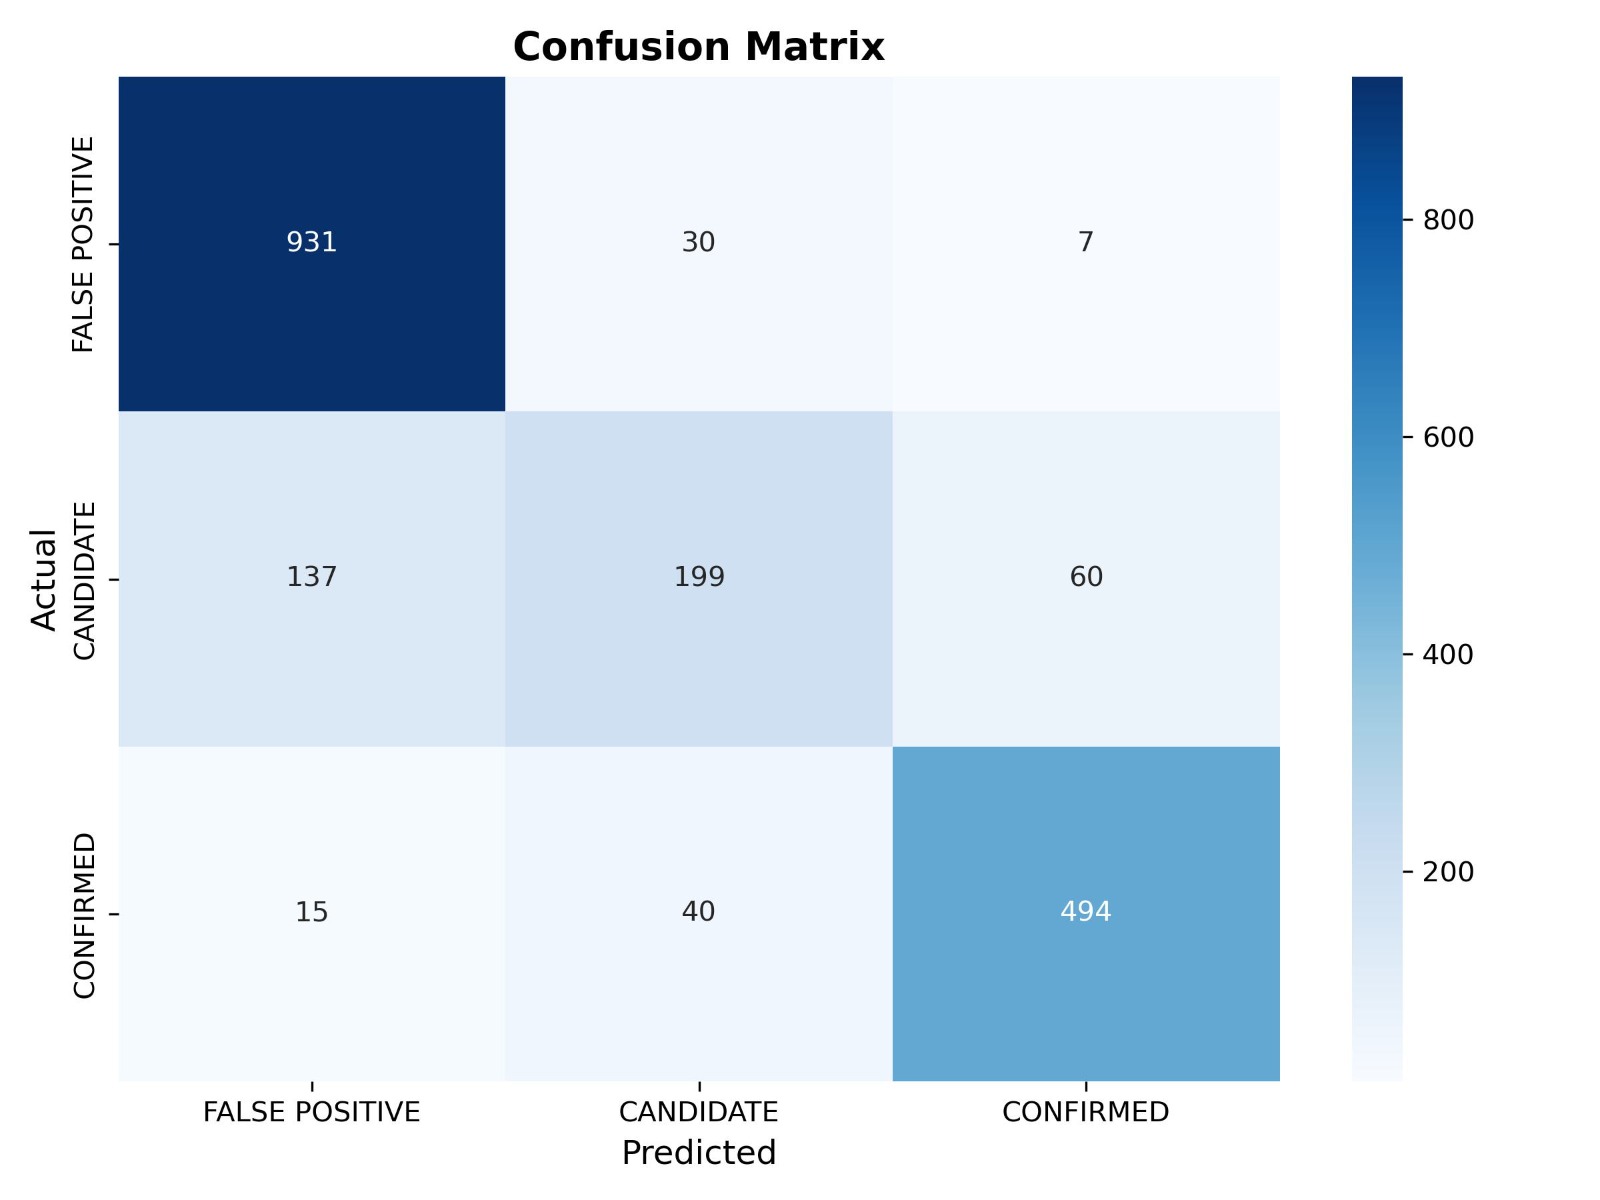 Confusion Matrix
Actual
FALSE POSITIVE
931 30 7
CANDIDATE
137 199 60
CONFIRMED
15 40 494
FALSE POSITIVE CANDIDATE CONFIRMED
Predicted
800
600
400
200